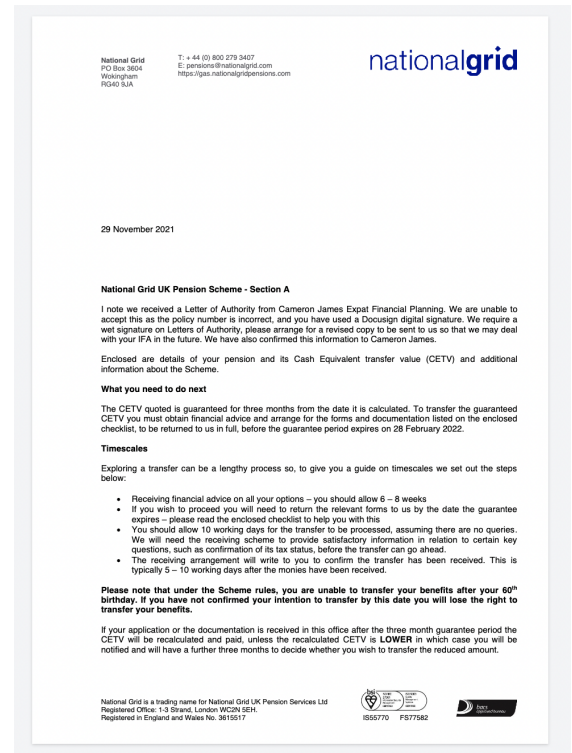 National Grid
PO Box 3604
Wokingham
RG40 9JA
T: + 44 (0) 800 279 3407
E: pensions@nationalgrid.com
https://gas.nationalgridpensions.com
nationalgrid
29 November 2021
National Grid UK Pension Scheme - Section A
I note we received a Letter of Authority from Cameron James Expat Financial Planning. We are unable to
accept this as the policy number is incorrect, and you have used a Docusign digital signature. We require a
wet signature on Letters of Authority, please arrange for a revised copy to be sent to us so that we may deal
with your IFA in the future. We have also confirmed this information to Cameron James.
Enclosed are details of your pension and its Cash Equivalent transfer value (CETV) and additional
information about the Scheme.
What you need to do next
The CETV quoted is guaranteed for three months from the date it is calculated. To transfer the guaranteed
CETV you must obtain financial advice and arrange for the forms and documentation listed on the enclosed
checklist, to be returned to us in full, before the guarantee period expires on 28 February 2022.
Timescales
Exploring a transfer can be a lengthy process so, to give you a guide on timescales we set out the steps
below:
• Receiving financial advice on all your options – you should allow 6 – 8 weeks
• If you wish to proceed you will need to return the relevant forms to us by the date the guarantee
expires – please read the enclosed checklist to help you with this
• You should allow 10 working days for the transfer to be processed, assuming there are no queries.
We will need the receiving scheme to provide satisfactory information in relation to certain key
questions, such as confirmation of its tax status, before the transfer can go ahead.
• The receiving arrangement will write to you to confirm the transfer has been received. This is
typically 5 – 10 working days after the monies have been received.
Please note that under the Scheme rules, you are unable to transfer your benefits after your 60th
birthday. If you have not confirmed your intention to transfer by this date you will lose the right to
transfer your benefits.
If your application or the documentation is received in this office after the three month guarantee period the
CETV will be recalculated and paid, unless the recalculated CETV is LOWER in which case you will be
notified and will have a further three months to decide whether you wish to transfer the reduced amount.
National Grid is a trading name for National Grid UK Pension Services Ltd
Registered Office: 1-3 Strand, London WC2N 5EH.
Registered in England and Wales No. 3615517
bsi
IS55770 FS77582
bacs
approved bureau